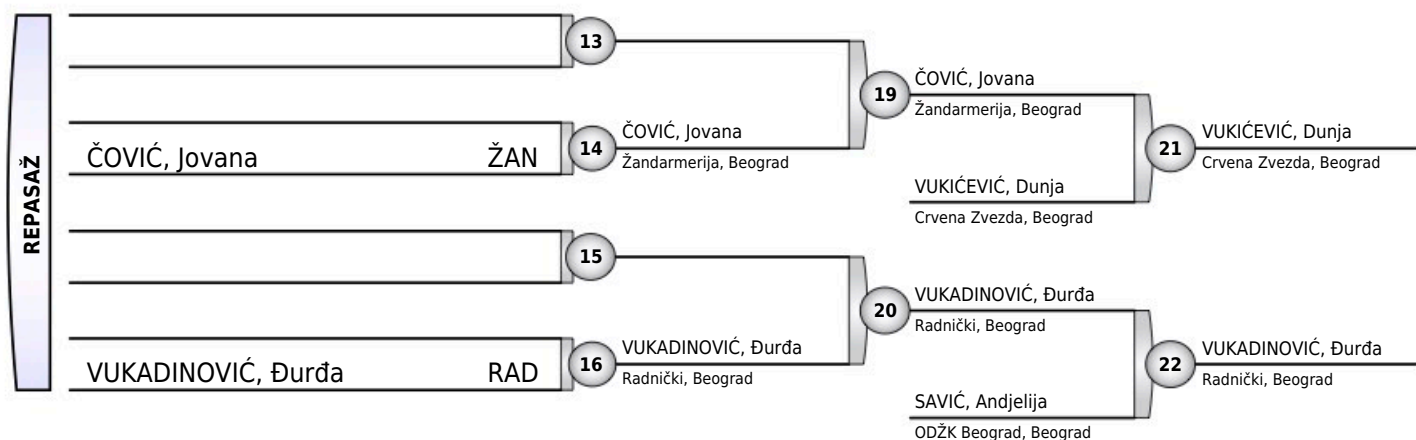 REPASAŽ
13
ČOVIĆ, Jovana ŽAN
14
ČOVIĆ, Jovana
Žandarmerija, Beograd
19
ČOVIĆ, Jovana
Žandarmerija, Beograd
VUKIĆEVIĆ, Dunja
Crvena Zvezda, Beograd
21
VUKIĆEVIĆ, Dunja
Crvena Zvezda, Beograd
15
VUKADINOVIĆ, Đurđa RAD
16
VUKADINOVIĆ, Đurđa
Radnički, Beograd
20
VUKADINOVIĆ, Đurđa
Radnički, Beograd
SAVIĆ, Andjelija
ODŽK Beograd, Beograd
22
VUKADINOVIĆ, Đurđa
Radnički, Beograd